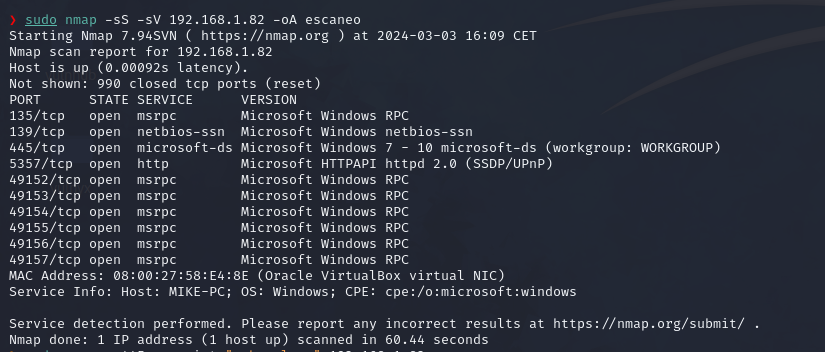 ❯ sudo nmap -sS -sV 192.168.1.82 -oA escaneo
Starting Nmap 7.94SVN ( https://nmap.org ) at 2024-03-03 16:09 CET
Nmap scan report for 192.168.1.82
Host is up (0.00092s latency).
Not shown: 990 closed tcp ports (reset)
PORT      STATE SERVICE      VERSION
135/tcp   open  msrpc        Microsoft Windows RPC
139/tcp   open  netbios-ssn  Microsoft Windows netbios-ssn
445/tcp   open  microsoft-ds Microsoft Windows 7 - 10 microsoft-ds (workgroup: WORKGROUP)
5357/tcp  open  http         Microsoft HTTPAPI httpd 2.0 (SSDP/UPnP)
49152/tcp open  msrpc        Microsoft Windows RPC
49153/tcp open  msrpc        Microsoft Windows RPC
49154/tcp open  msrpc        Microsoft Windows RPC
49155/tcp open  msrpc        Microsoft Windows RPC
49156/tcp open  msrpc        Microsoft Windows RPC
49157/tcp open  msrpc        Microsoft Windows RPC
MAC Address: 08:00:27:58:E4:8E (Oracle VirtualBox virtual NIC)
Service Info: Host: MIKE-PC; OS: Windows; CPE: cpe:/o:microsoft:windows
Service detection performed. Please report any incorrect results at https://nmap.org/submit/ .
Nmap done: 1 IP address (1 host up) scanned in 60.44 seconds